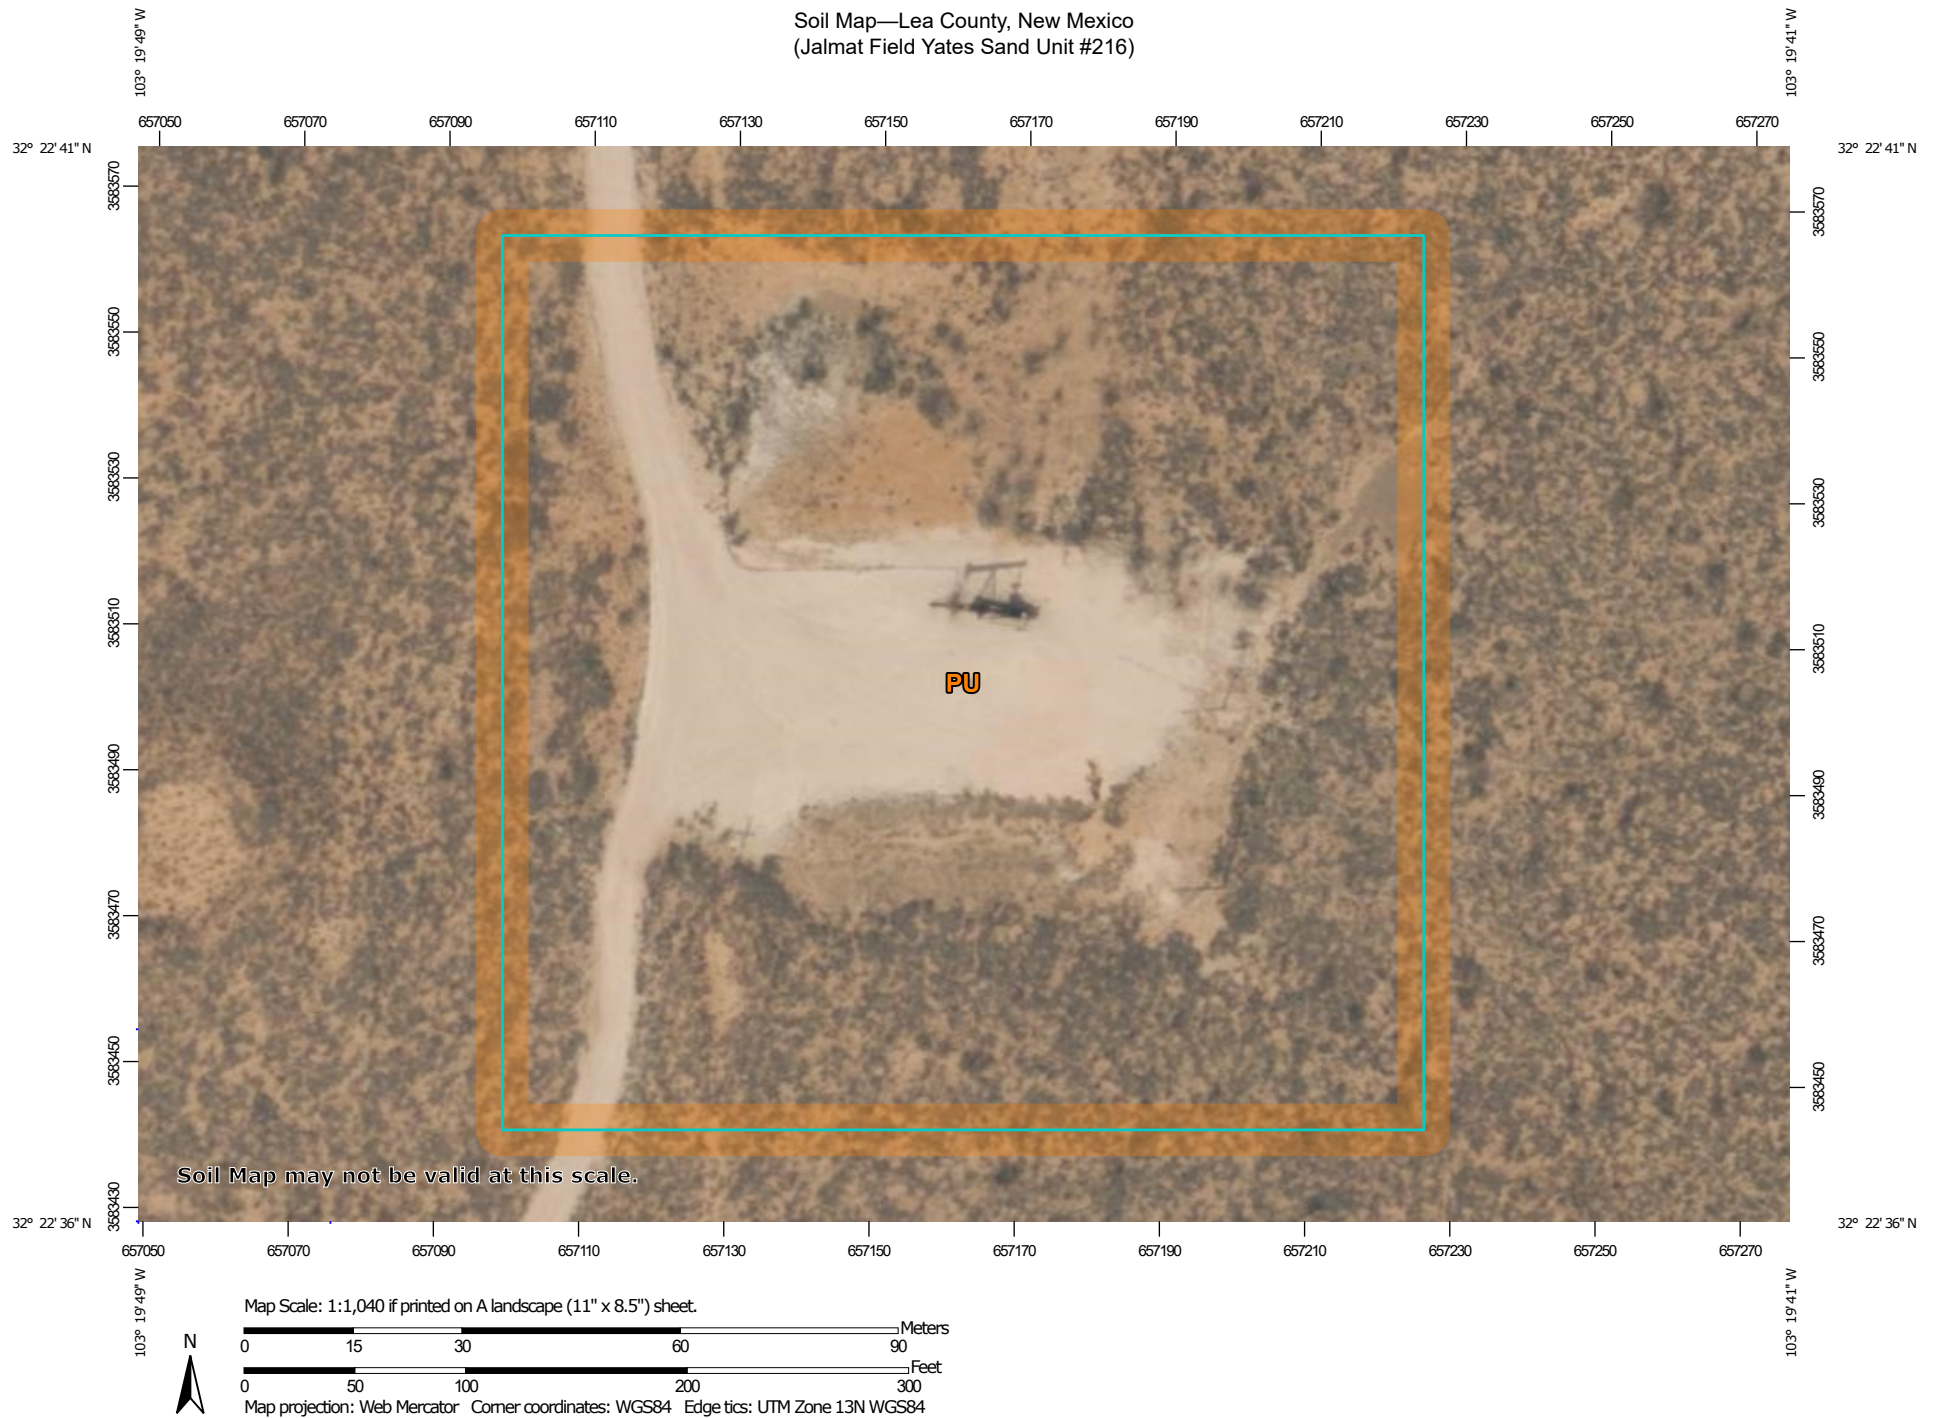 Soil Map—Lea County, New Mexico
(Jalmat Field Yates Sand Unit #216)
103° 19' 49" W
103° 19' 41" W
657050 657070 657090 657110 657130 657150 657170 657190 657210 657230 657250 657270
32° 22' 41" N
32° 22' 41" N
3583570
3583550
3583530
3583510
3583490
3583470
3583450
3583430
3583570
3583550
3583530
3583510
3583490
3583470
3583450
PU
Soil Map may not be valid at this scale.
32° 22' 36" N
32° 22' 36" N
657050 657070 657090 657110 657130 657150 657170 657190 657210 657230 657250 657270
103° 19' 49" W
103° 19' 41" W
Map Scale: 1:1,040 if printed on A landscape (11" x 8.5") sheet.
Meters
0 15 30 60 90
Feet
0 50 100 200 300
N
Map projection: Web Mercator Corner coordinates: WGS84 Edge tics: UTM Zone 13N WGS84